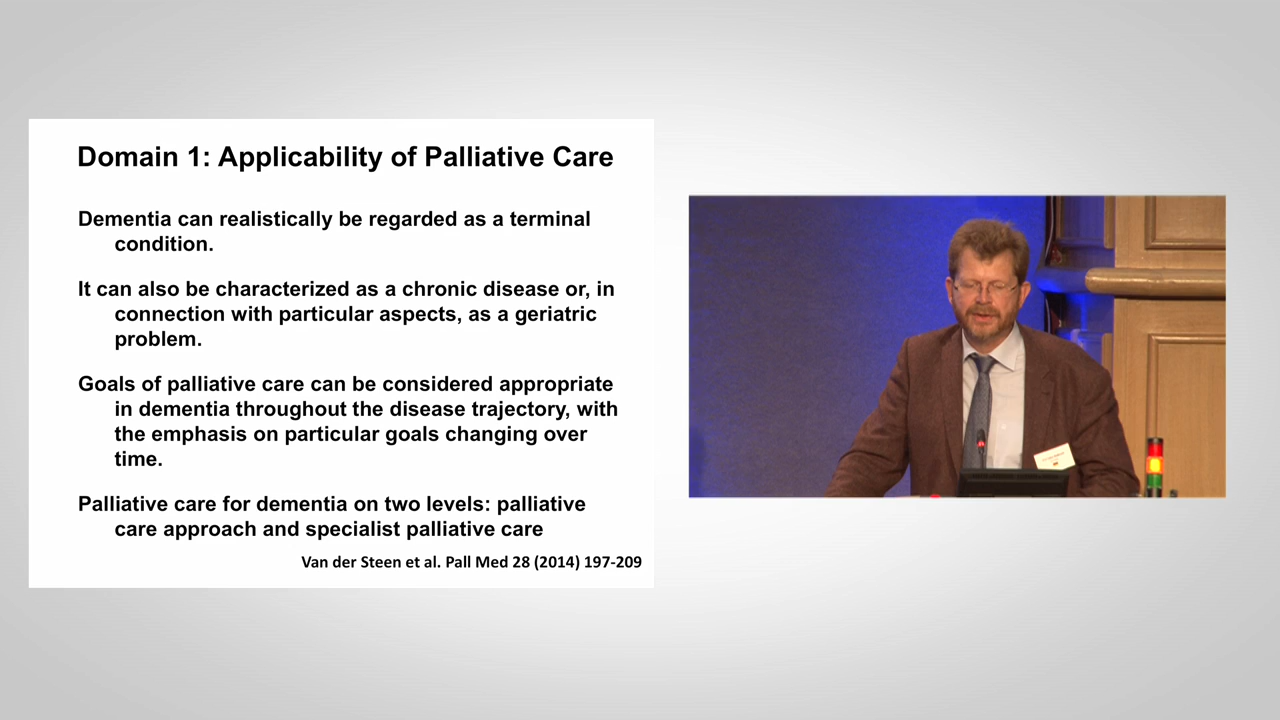 Domain 1: Applicability of Palliative Care
Dementia can realistically be regarded as a terminal
condition.
It can also be characterized as a chronic disease or, in
connection with particular aspects, as a geriatric
problem.
Goals of palliative care can be considered appropriate
in dementia throughout the disease trajectory, with
the emphasis on particular goals changing over
time.
Palliative care for dementia on two levels: palliative
care approach and specialist palliative care
Van der Steen et al. Pall Med 28 (2014) 197-209